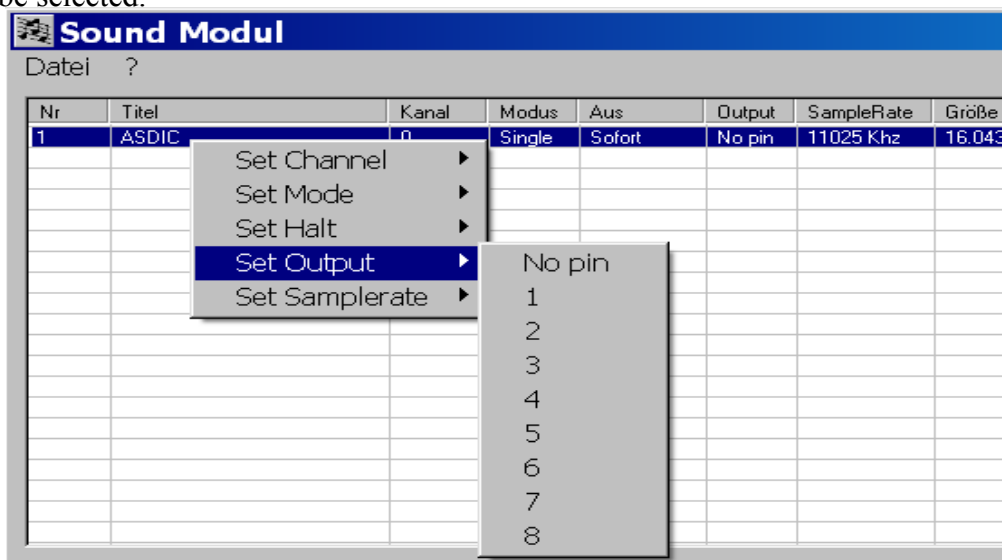 be selected.
Sound Modul
Datei ?
Nr Titel Kanal Modus Aus Output SampleRate Größe
1 ASDIC 0 Single Sofort No pin 11025 Khz 16.043
Set Channel
Set Mode
Set Halt
Set Output
Set Samplerate
No pin
1
2
3
4
5
6
7
8